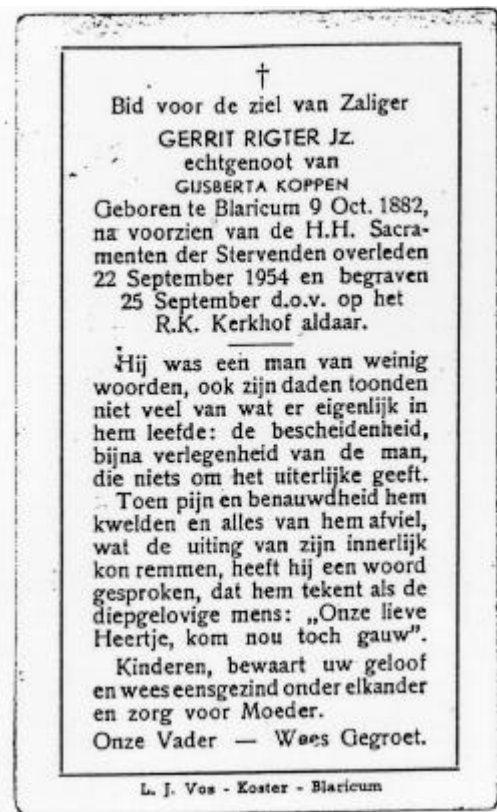 †
Bid voor de ziel van Zaliger
GERRIT RIGTER Jz.
echtgenoot van
GIJSBERTA KOPPEN
Geboren te Blaricum 9 Oct. 1882,
na voorzien van de H.H. Sacra-
menten der Stervenden overleden
22 September 1954 en begraven
25 September d.o.v. op het
R.K. Kerkhof aldaar.
Hij was een man van weinig
woorden, ook zijn daden toonden
niet veel van wat er eigenlijk in
hem leefde: de bescheidenheid,
bijna verlegenheid van de man,
die niets om het uiterlijke geeft.
Toen pijn en benauwdheid hem
kwelden en alles van hem afviel,
wat de uiting van zijn innerlijk
kon remmen, heeft hij een woord
gesproken, dat hem tekent als de
diepgelovige mens: „Onze lieve
Heertje, kom nou toch gauw”.
Kinderen, bewaart uw geloof
en wees eensgezind onder elkander
en zorg voor Moeder.
Onze Vader — Wees Gegroet.
L. J. Vos - Koster - Blaricum